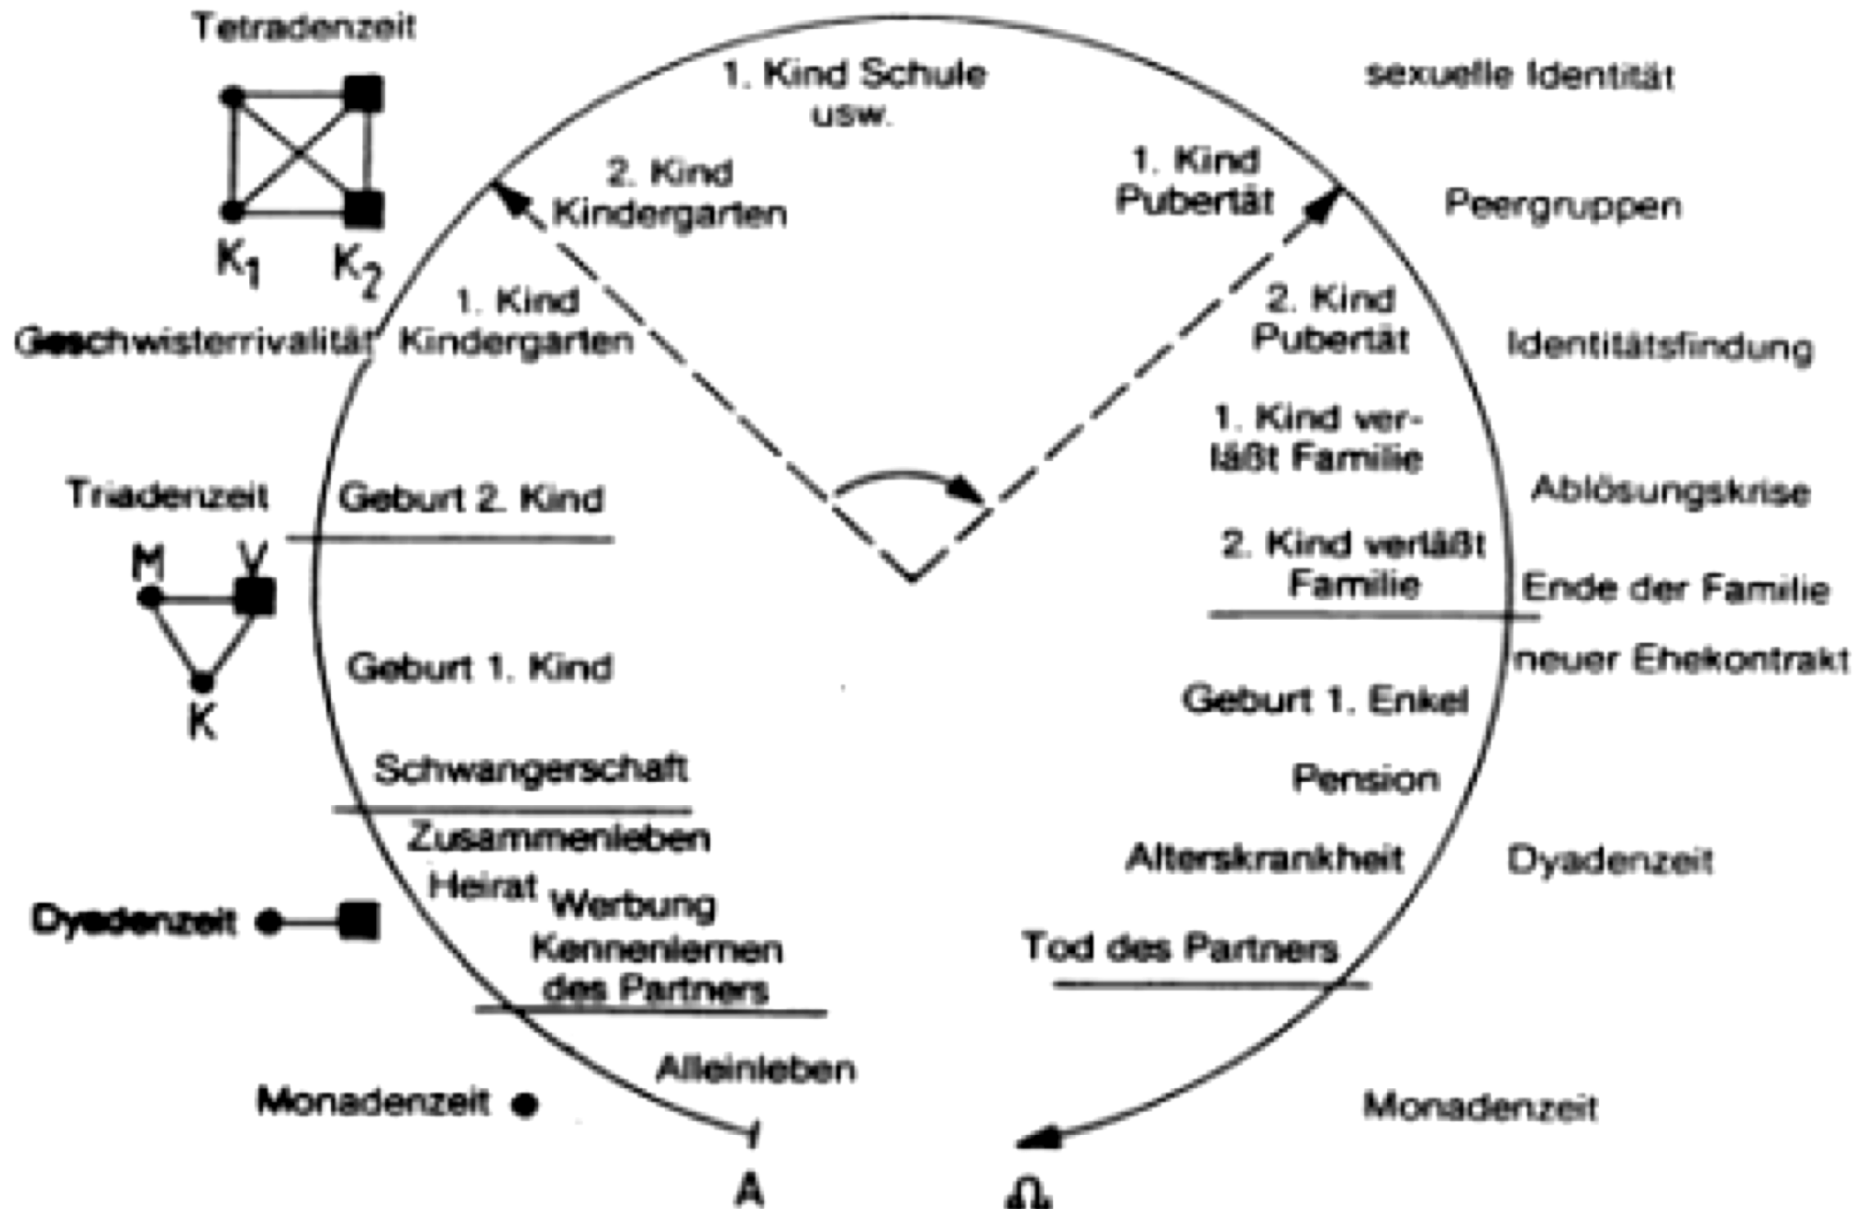 Tetradenzeit
K1 K2
Geschwisterrivalität
Triadenzeit
M V
K
Dyadenzeit
Monadenzeit
1. Kind Schule
usw.
2. Kind
Kindergarten
1. Kind
Kindergarten
Geburt 2. Kind
Geburt 1. Kind
Schwangerschaft
Zusammenleben
Heirat
Werbung
Kennenlernen
des Partners
Alleinleben
A
1. Kind
Pubertät
2. Kind
Pubertät
1. Kind ver-
läßt Familie
2. Kind verläßt
Familie
Geburt 1. Enkel
Pension
Alterskrankheit
Tod des Partners
Ω
sexuelle Identität
Peergruppen
Identitätsfindung
Ablösungskrise
Ende der Familie
neuer Ehekontrakt
Dyadenzeit
Monadenzeit